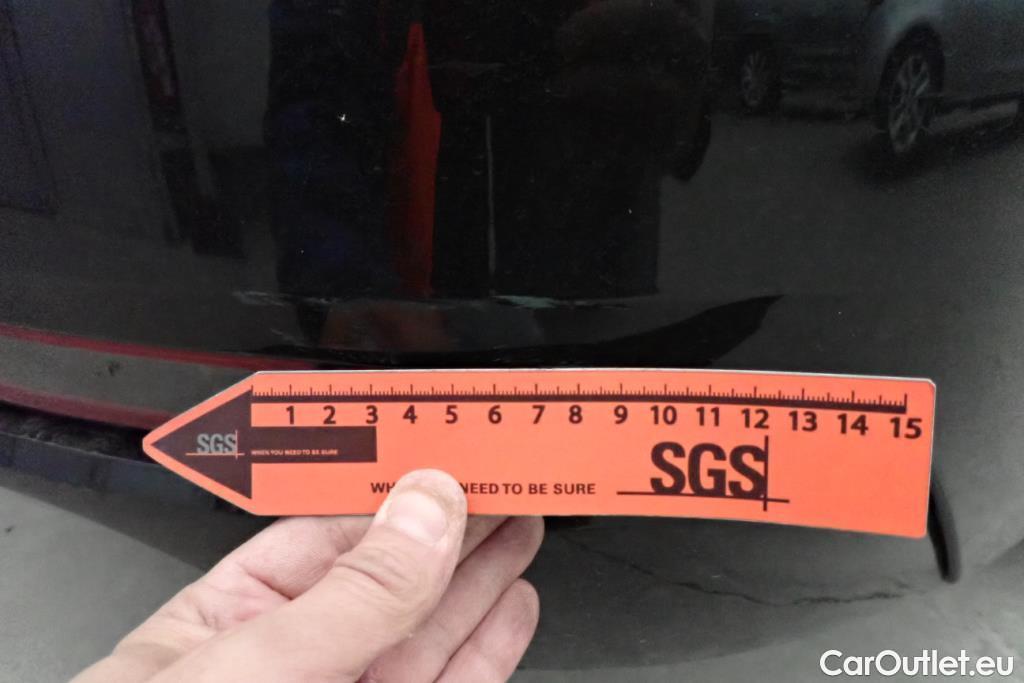 1 2 3 4 5 6 7 8 9 10 11 12 13 14 15
SGS WHEN YOU NEED TO BE SURE
SGS
NEED TO BE SURE
CarOutlet.eu